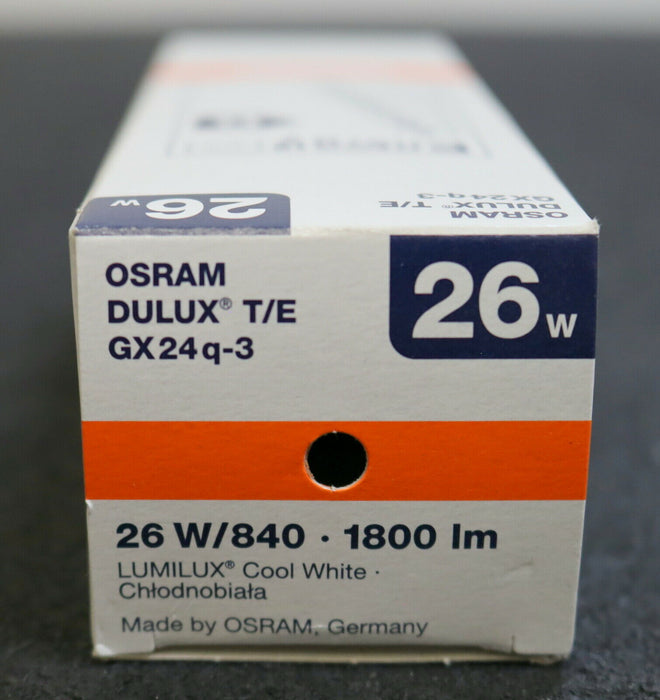 26 W
OSRAM
DULUX® T/E
GX24q-3
OSRAM
DULUX® T/E
GX24q-3
26 W
26 W/840 · 1800 lm
LUMILUX® Cool White ·
Chłodnobiała
Made by OSRAM, Germany